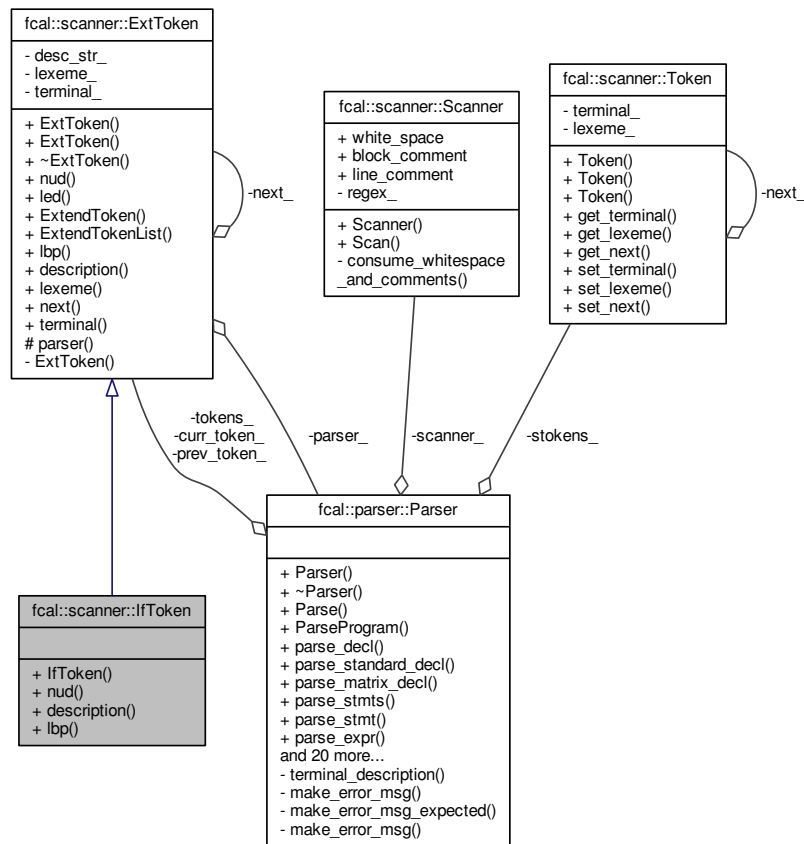 fcal::scanner::ExtToken
- desc_str_
- lexeme_
- terminal_
+ ExtToken()
+ ExtToken()
+ ~ExtToken()
+ nud()
+ led()
+ ExtendToken()
+ ExtendTokenList()
+ lbp()
+ description()
+ lexeme()
+ next()
+ terminal()
# parser()
- ExtToken()
-next_
fcal::scanner::Scanner
+ white_space
+ block_comment
+ line_comment
- regex_
+ Scanner()
+ Scan()
- consume_whitespace
_and_comments()
fcal::scanner::Token
- terminal_
- lexeme_
+ Token()
+ Token()
+ Token()
+ get_terminal()
+ get_lexeme()
+ get_next()
+ set_terminal()
+ set_lexeme()
+ set_next()
-next_
-tokens_
-curr_token_
-prev_token_
-parser_
-scanner_
-stokens_
fcal::scanner::IfToken
+ IfToken()
+ nud()
+ description()
+ lbp()
fcal::parser::Parser
+ Parser()
+ ~Parser()
+ Parse()
+ ParseProgram()
+ parse_decl()
+ parse_standard_decl()
+ parse_matrix_decl()
+ parse_stmts()
+ parse_stmt()
+ parse_expr()
and 20 more...
- terminal_description()
- make_error_msg()
- make_error_msg_expected()
- make_error_msg()